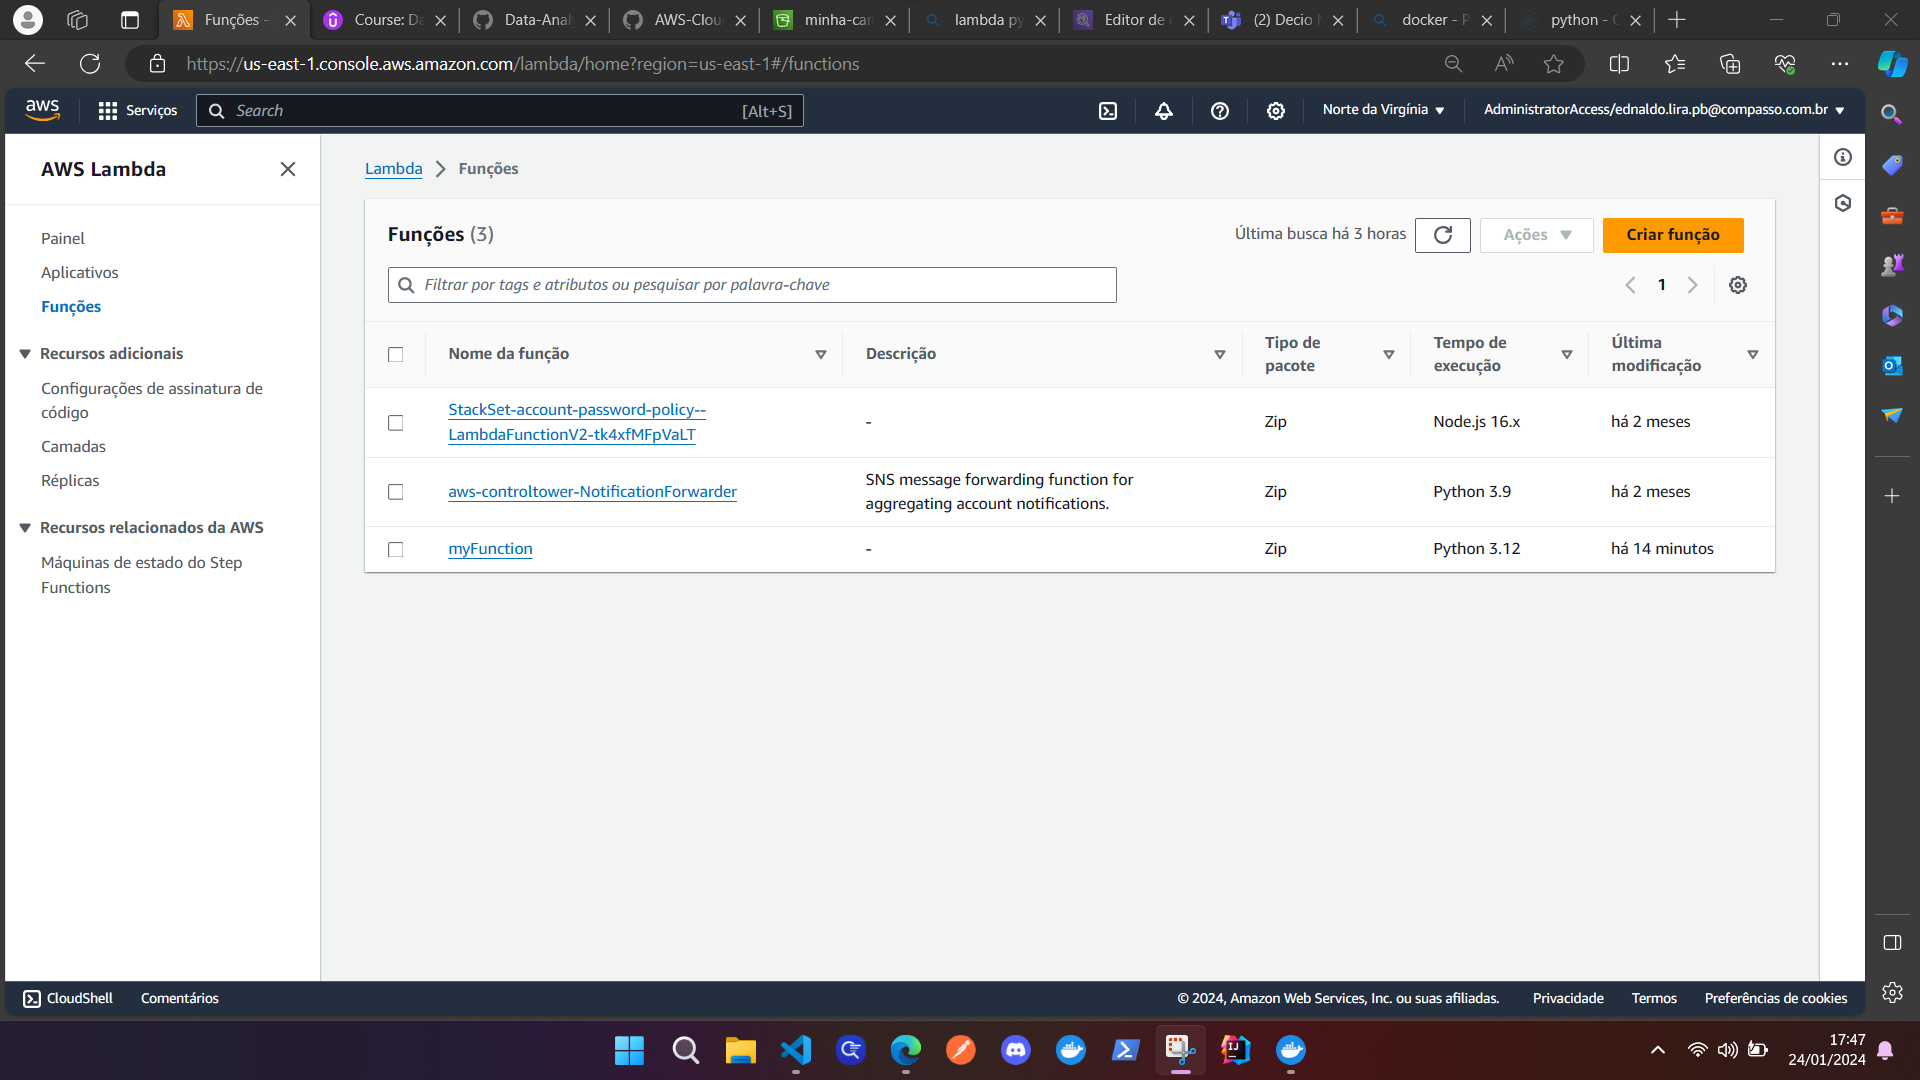 Funções -
Course: Da
Data-Analy
AWS-Clou
minha-can
lambda py
Editor de
(2) Decio
docker - P
python -
https://us-east-1.console.aws.amazon.com/lambda/home?region=us-east-1#/functions
aws
Serviços
Search
[Alt+S]
Norte da Virgínia
AdministratorAccess/ednaldo.lira.pb@compasso.com.br
AWS Lambda
Painel
Aplicativos
Funções
Recursos adicionais
Configurações de assinatura de
código
Camadas
Réplicas
Recursos relacionados da AWS
Máquinas de estado do Step
Functions
Lambda
Funções
Funções (3)
Última busca há 3 horas
Ações
Criar função
Filtrar por tags e atributos ou pesquisar por palavra-chave
1
Nome da função
Descrição
Tipo de
pacote
Tempo de
execução
Última
modificação
StackSet-account-password-policy--
LambdaFunctionV2-tk4xfMFpVaLT
-
Zip
Node.js 16.x
há 2 meses
aws-controltower-NotificationForwarder
SNS message forwarding function for
aggregating account notifications.
Zip
Python 3.9
há 2 meses
myFunction
-
Zip
Python 3.12
há 14 minutos
CloudShell
Comentários
© 2024, Amazon Web Services, Inc. ou suas afiliadas.
Privacidade
Termos
Preferências de cookies
17:47
24/01/2024